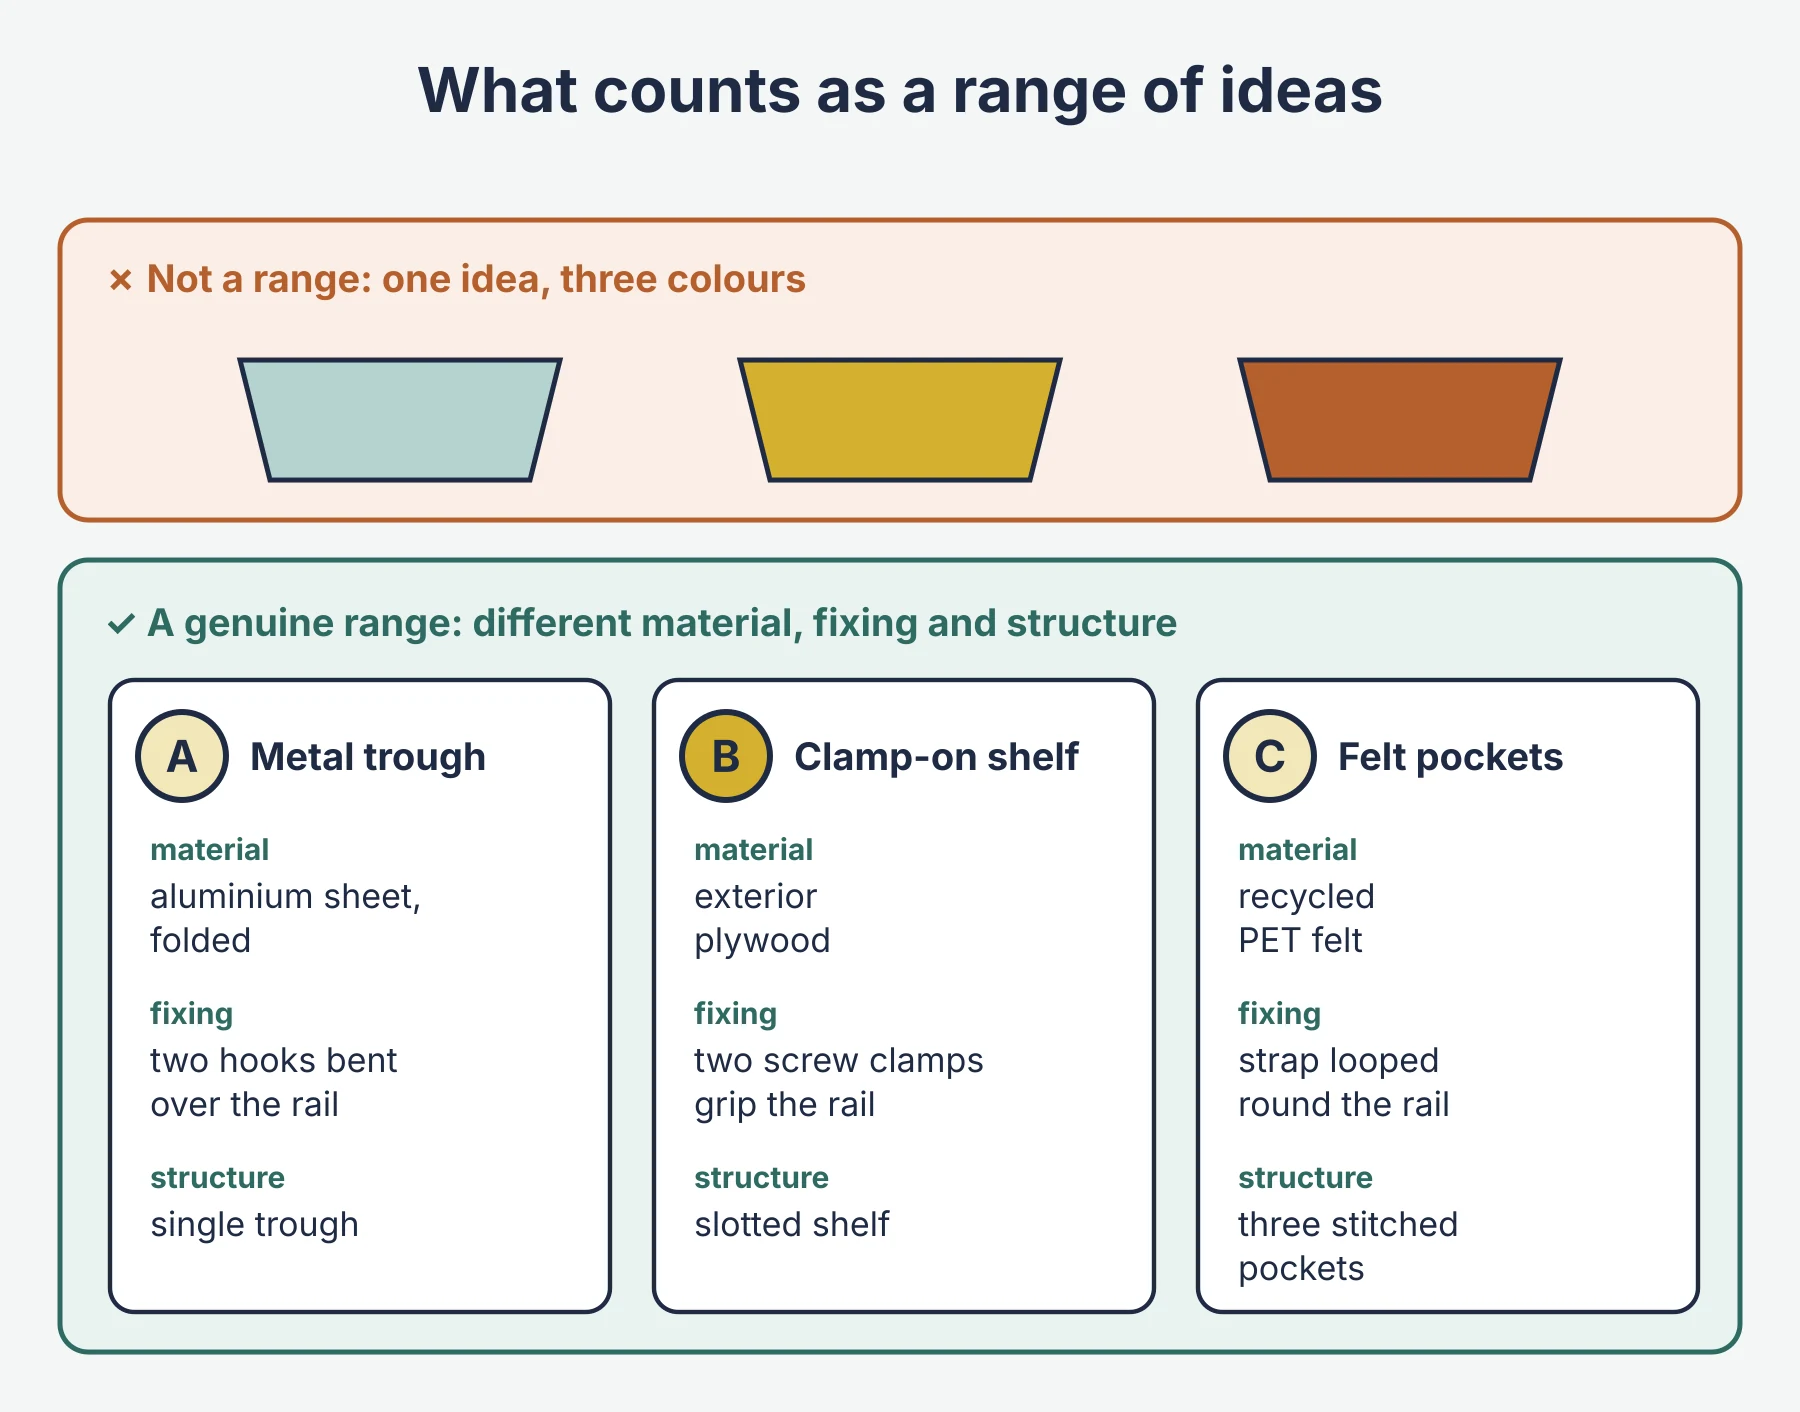 What counts as a range of ideas
× Not a range: one idea, three colours
✓ A genuine range: different material, fixing and structure
A Metal trough
material
aluminium sheet,
folded
fixing
two hooks bent
over the rail
structure
single trough
B Clamp-on shelf
material
exterior
plywood
fixing
two screw clamps
grip the rail
structure
slotted shelf
C Felt pockets
material
recycled
PET felt
fixing
strap looped
round the rail
structure
three stitched
pockets